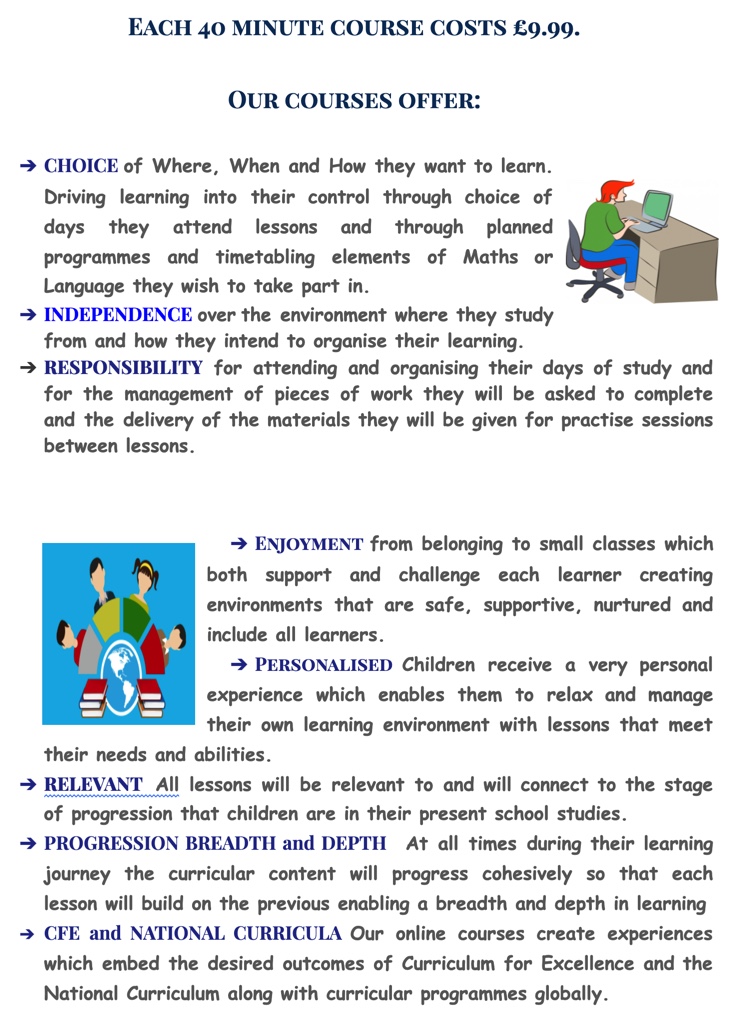 Each 40 minute course costs £9.99.
Our courses offer:
➔ CHOICE of Where, When and How they want to learn.
Driving learning into their control through choice of
days they attend lessons and through planned
programmes and timetabling elements of Maths or
Language they wish to take part in.
➔ INDEPENDENCE over the environment where they study
from and how they intend to organise their learning.
➔ RESPONSIBILITY for attending and organising their days of study and
for the management of pieces of work they will be asked to complete
and the delivery of the materials they will be given for practise sessions
between lessons.
➔ Enjoyment from belonging to small classes which
both support and challenge each learner creating
environments that are safe, supportive, nurtured and
include all learners.
➔ Personalised Children receive a very personal
experience which enables them to relax and manage
their own learning environment with lessons that meet
their needs and abilities.
➔ RELEVANT All lessons will be relevant to and will connect to the stage
of progression that children are in their present school studies.
➔ PROGRESSION BREADTH and DEPTH At all times during their learning
journey the curricular content will progress cohesively so that each
lesson will build on the previous enabling a breadth and depth in learning
➔ CFE and NATIONAL CURRICULA Our online courses create experiences
which embed the desired outcomes of Curriculum for Excellence and the
National Curriculum along with curricular programmes globally.